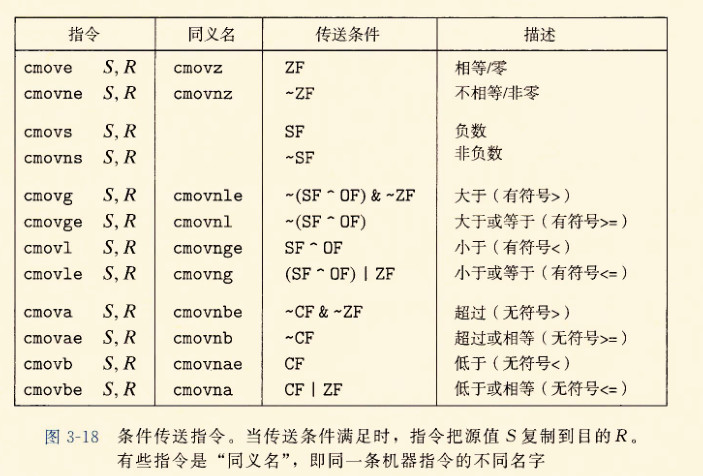 指令 同义名 传送条件 描述
cmove S, R cmovz ZF 相等/零
cmovne S, R cmovnz ~ZF 不相等/非零
cmovs S, R SF 负数
cmovns S, R ~SF 非负数
cmovg S, R cmovnle ~(SF ^ OF) & ~ZF 大于(有符号>)
cmovge S, R cmovnl ~(SF ^ OF) 大于或等于(有符号>=)
cmovl S, R cmovnge SF ^ OF 小于(有符号<)
cmovle S, R cmovng (SF ^ OF) | ZF 小于或等于(有符号<=)
cmova S, R cmovnbe ~CF & ~ZF 超过(无符号>)
cmovae S, R cmovnb ~CF 超过或相等(无符号>=)
cmovb S, R cmovnae CF 低于(无符号<)
cmovbe S, R cmovna CF | ZF 低于或相等(无符号<=)
图 3-18 条件传送指令。当传送条件满足时，指令把源值 S 复制到目的 R。
有些指令是“同义名”，即同一条机器指令的不同名字